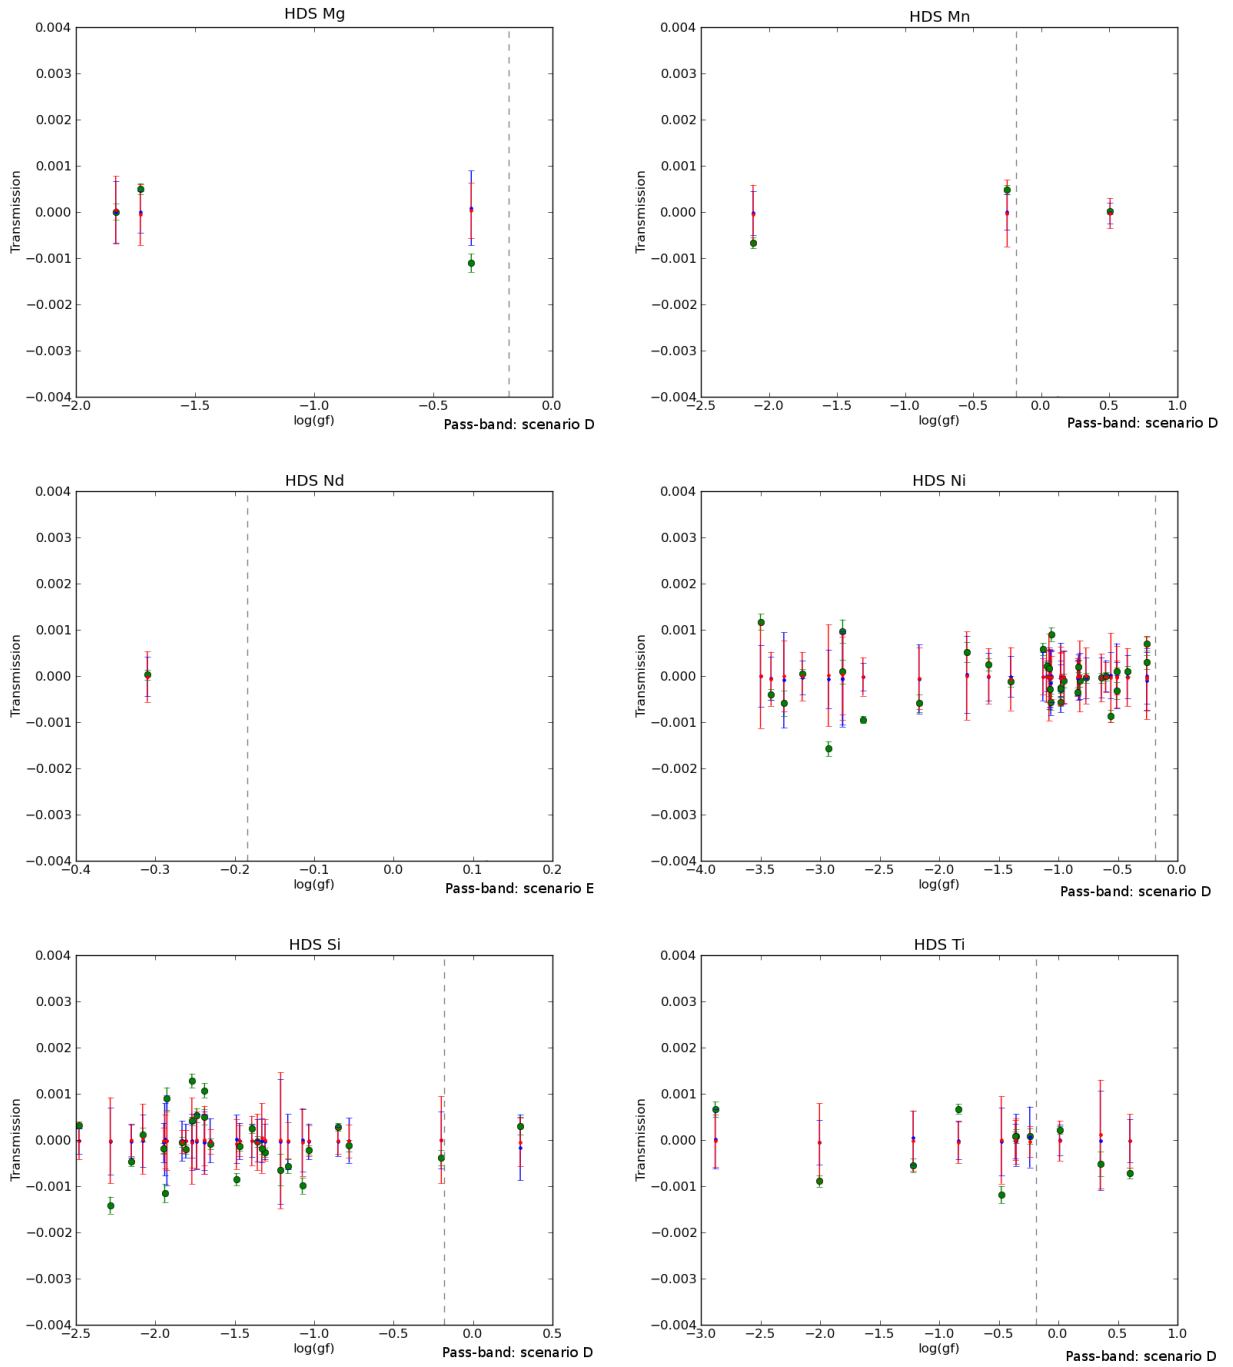 HDS Mg
0.004
0.003
0.002
0.001
0.000
−0.001
−0.002
−0.003
−0.004
Transmission
−2.0 −1.5 −1.0 −0.5 0.0
log(gf)
Pass-band: scenario D
HDS Mn
0.004
0.003
0.002
0.001
0.000
−0.001
−0.002
−0.003
−0.004
Transmission
−2.5 −2.0 −1.5 −1.0 −0.5 0.0 0.5 1.0
log(gf)
Pass-band: scenario D
HDS Nd
0.004
0.003
0.002
0.001
0.000
−0.001
−0.002
−0.003
−0.004
Transmission
−0.4 −0.3 −0.2 −0.1 0.0 0.1 0.2
log(gf)
Pass-band: scenario E
HDS Ni
0.004
0.003
0.002
0.001
0.000
−0.001
−0.002
−0.003
−0.004
Transmission
−4.0 −3.5 −3.0 −2.5 −2.0 −1.5 −1.0 −0.5 0.0
log(gf)
Pass-band: scenario D
HDS Si
0.004
0.003
0.002
0.001
0.000
−0.001
−0.002
−0.003
−0.004
Transmission
−2.5 −2.0 −1.5 −1.0 −0.5 0.0 0.5
log(gf)
Pass-band: scenario D
HDS Ti
0.004
0.003
0.002
0.001
0.000
−0.001
−0.002
−0.003
−0.004
Transmission
−3.0 −2.5 −2.0 −1.5 −1.0 −0.5 0.0 0.5 1.0
log(gf)
Pass-band: scenario D